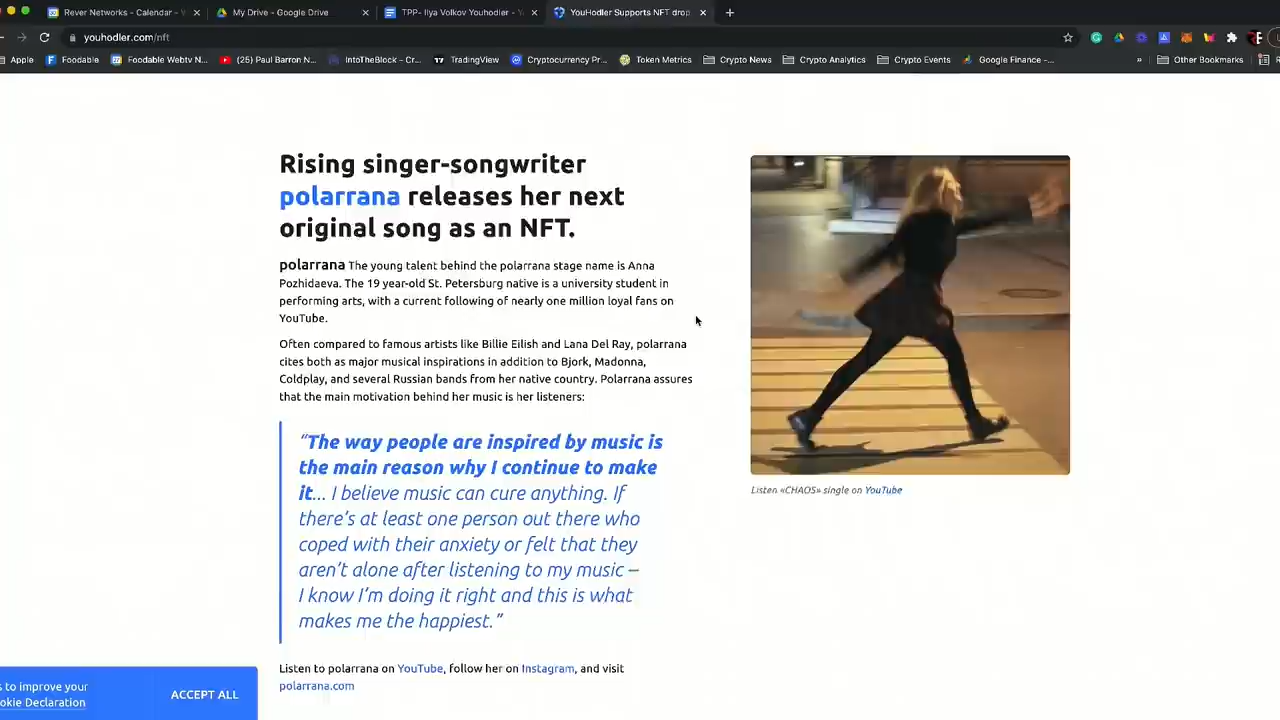 Rever Networks - Calendar - V
My Drive - Google Drive
TPP- Ilya Volkov Youhodler - Y
YouHodler Supports NFT drop
youhodler.com/nft
Apple
Foodable
Foodable Webtv N...
(25) Paul Barron N...
IntoTheBlock - Cr...
TradingView
Cryptocurrency Pr...
Token Metrics
Crypto News
Crypto Analytics
Crypto Events
Google Finance -...
»
Other Bookmarks
Rising singer-songwriter
polarrana releases her next
original song as an NFT.
polarrana The young talent behind the polarrana stage name is Anna
Pozhidaeva. The 19 year-old St. Petersburg native is a university student in
performing arts, with a current following of nearly one million loyal fans on
YouTube.
Often compared to famous artists like Billie Eilish and Lana Del Ray, polarrana
cites both as major musical inspirations in addition to Bjork, Madonna,
Coldplay, and several Russian bands from her native country. Polarrana assures
that the main motivation behind her music is her listeners:
“The way people are inspired by music is
the main reason why I continue to make
it... I believe music can cure anything. If
there’s at least one person out there who
coped with their anxiety or felt that they
aren’t alone after listening to my music –
I know I’m doing it right and this is what
makes me the happiest.”
Listen «CHAOS» single on YouTube
Listen to polarrana on YouTube, follow her on Instagram, and visit
polarrana.com
s to improve your
okie Declaration
ACCEPT ALL